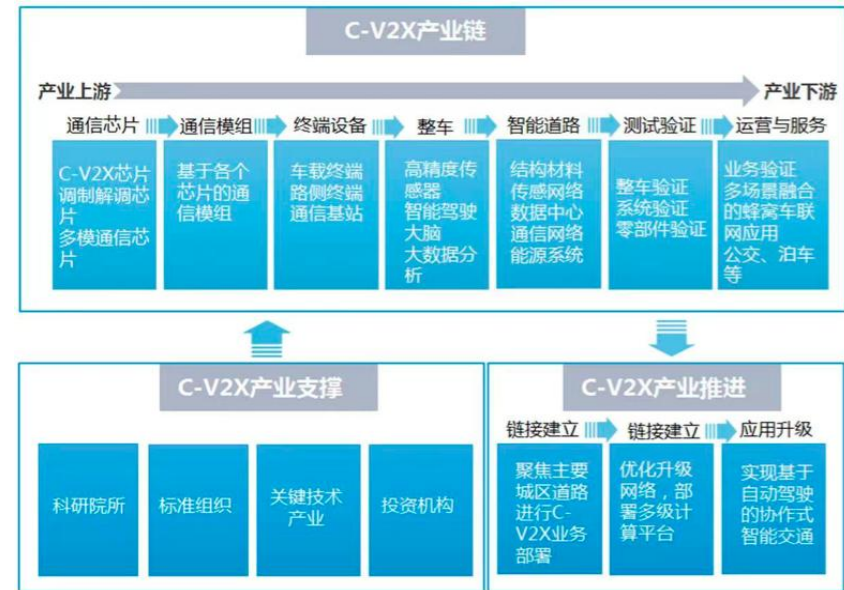 C-V2X产业链
产业上游
产业下游
通信芯片
通信模组
终端设备
整车
智能道路
测试验证
运营与服务
C-V2X芯片
调制解调芯
片
多模通信芯
片
基于各个
芯片的通
信模组
车载终端
路侧终端
通信基站
高精度传
感器
智能驾驶
大脑
大数据分
析
结构材料
传感网络
数据中心
通信网络
能源系统
整车验证
系统验证
零部件验证
业务验证
多场景融合
的蜂窝车联
网应用
公交、泊车
等
C-V2X产业支撑
科研院所
标准组织
关键技术
产业
投资机构
C-V2X产业推进
链接建立
链接建立
应用升级
聚焦主要
城区道路
进行C-
V2X业务
部署
优化升级
网络，部
署多级计
算平台
实现基于
自动驾驶
的协作式
智能交通